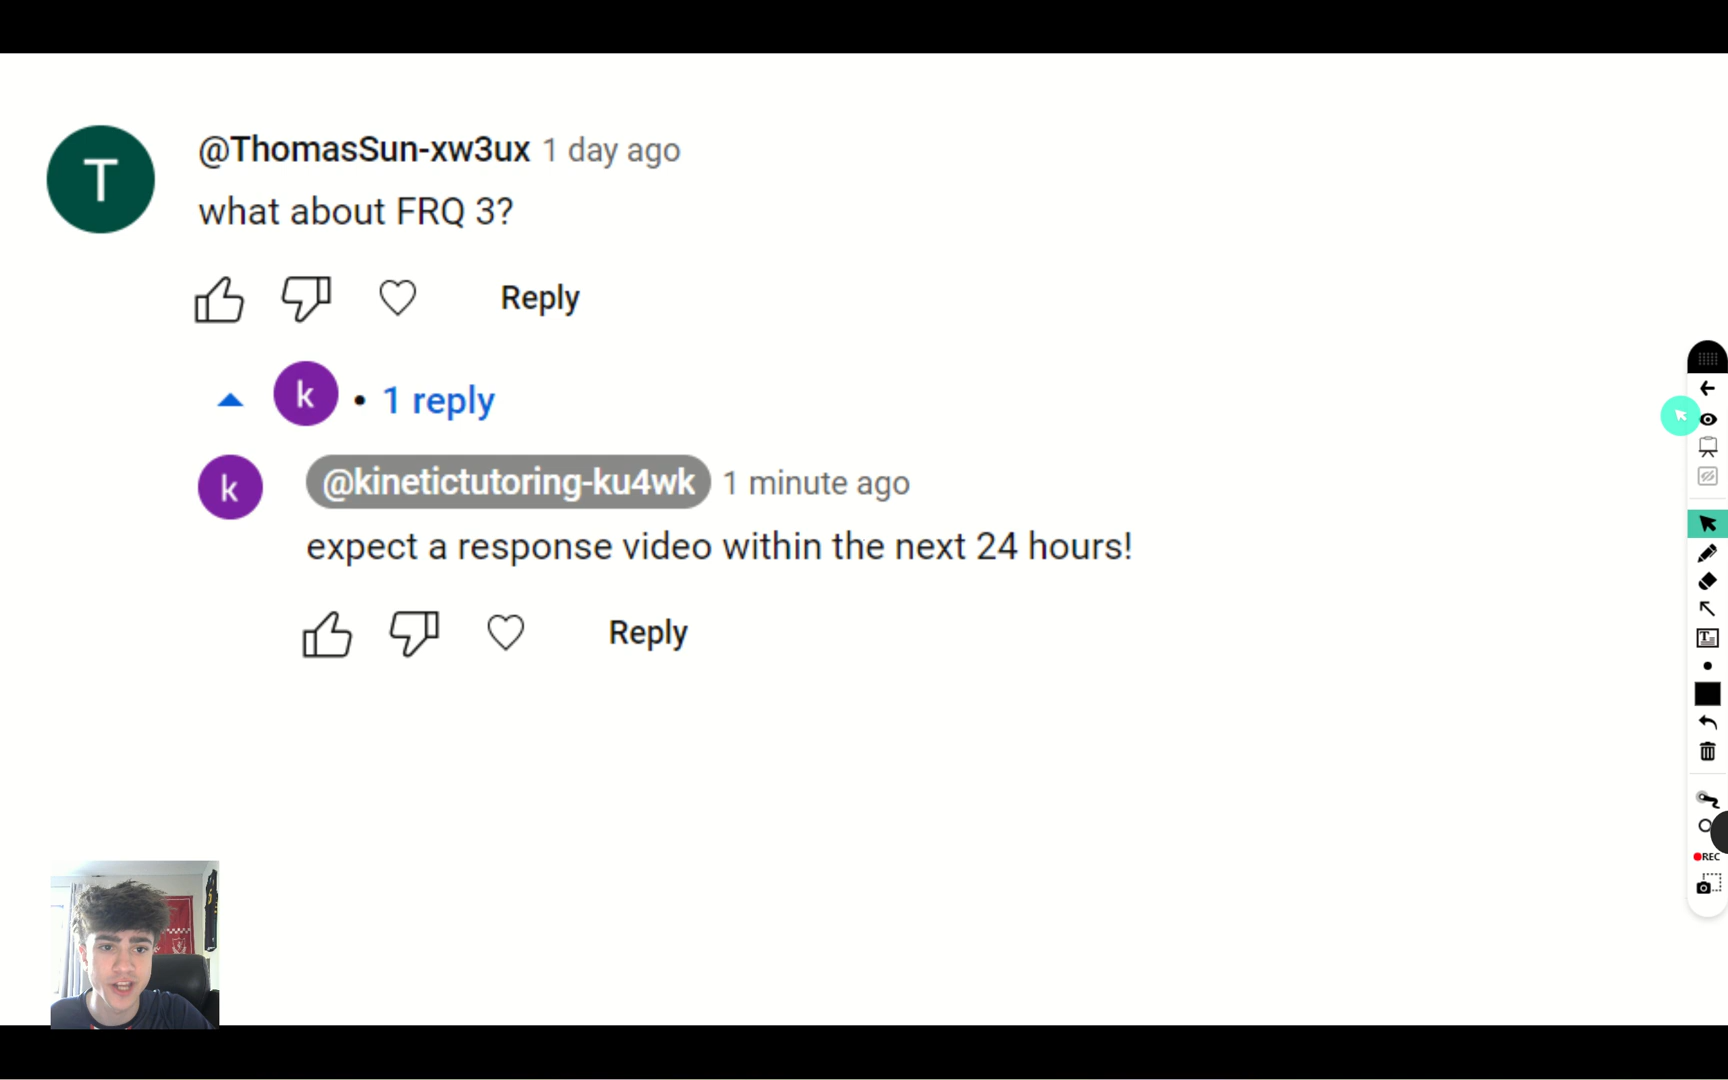 T
@ThomasSun-xw3ux 1 day ago
what about FRQ 3?
Reply
k • 1 reply
k
@kinetictutoring-ku4wk 1 minute ago
expect a response video within the next 24 hours!
Reply
T
REC